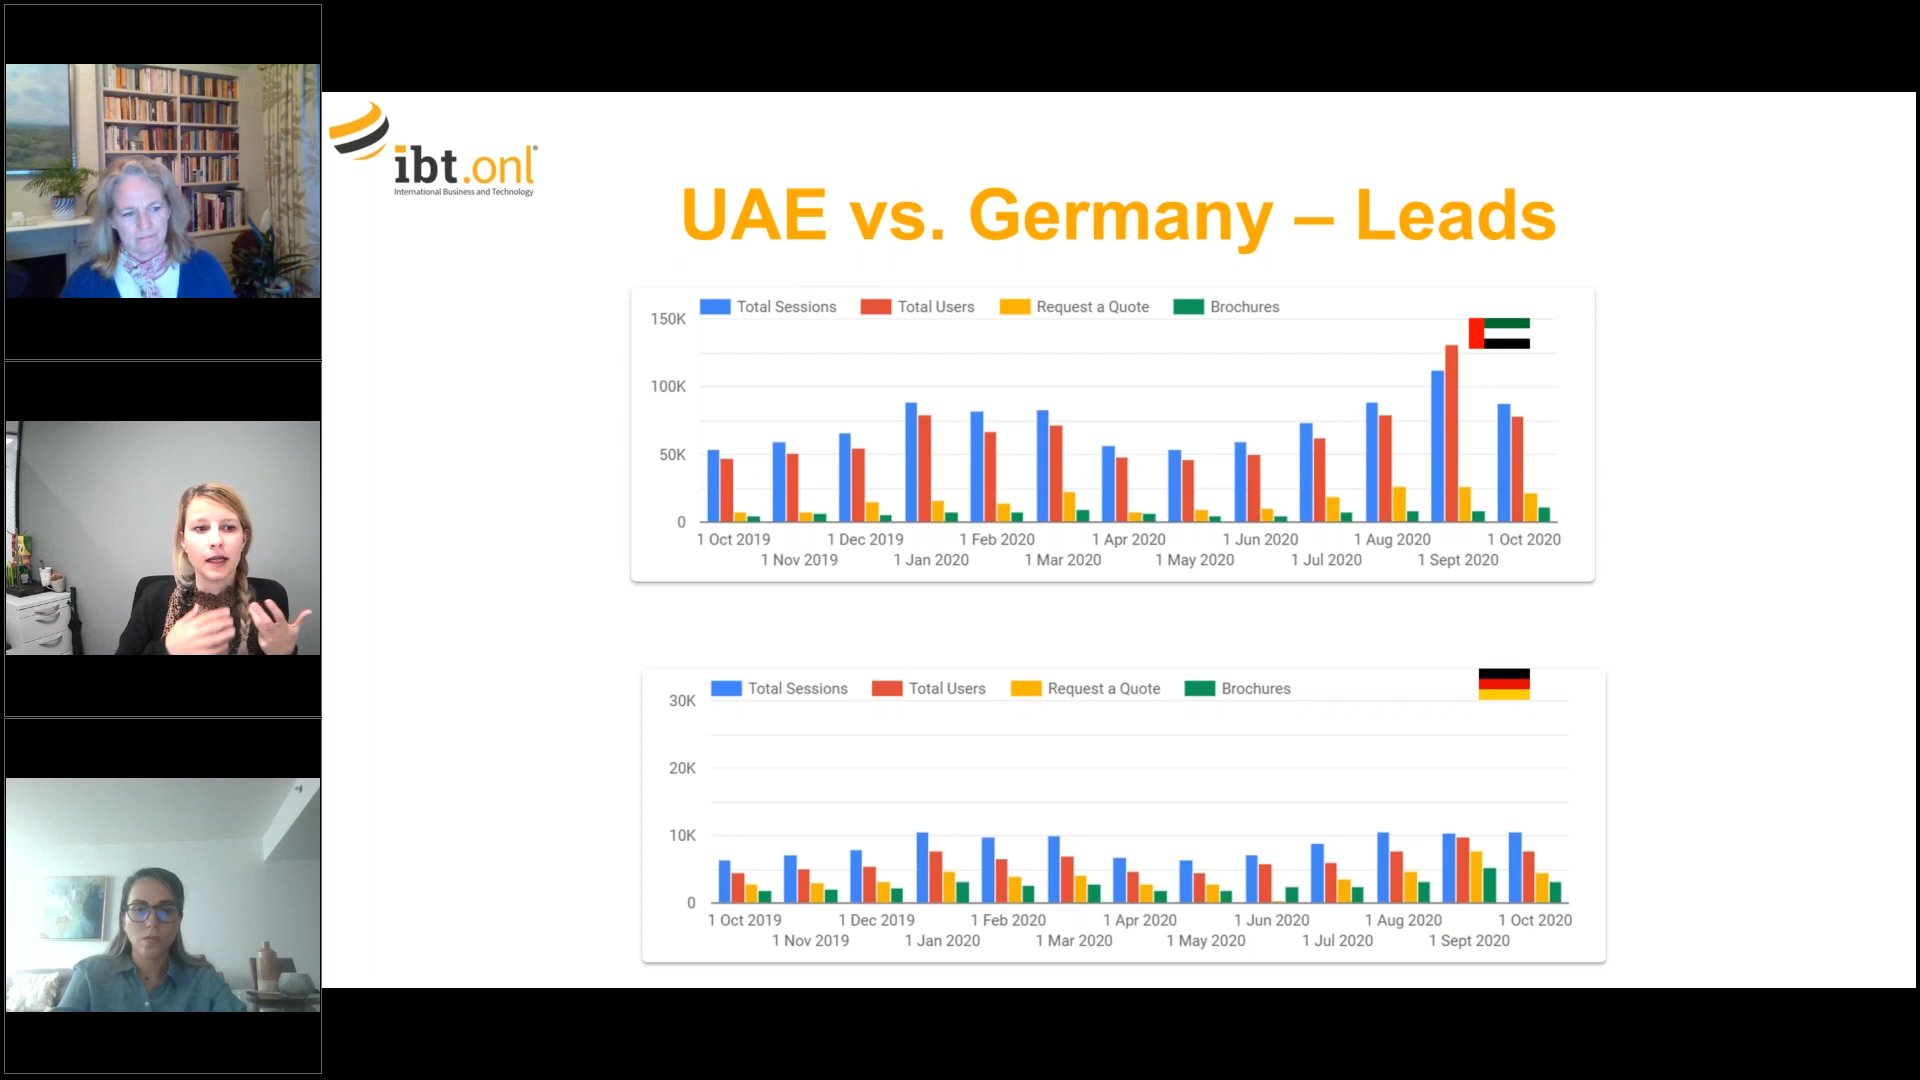 ibt.onl®
International Business and Technology
UAE vs. Germany – Leads
Total Sessions Total Users Request a Quote Brochures
150K
100K
50K
0
1 Oct 2019 1 Dec 2019 1 Feb 2020 1 Apr 2020 1 Jun 2020 1 Aug 2020 1 Oct 2020
1 Nov 2019 1 Jan 2020 1 Mar 2020 1 May 2020 1 Jul 2020 1 Sept 2020
Total Sessions Total Users Request a Quote Brochures
30K
20K
10K
0
1 Oct 2019 1 Dec 2019 1 Feb 2020 1 Apr 2020 1 Jun 2020 1 Aug 2020 1 Oct 2020
1 Nov 2019 1 Jan 2020 1 Mar 2020 1 May 2020 1 Jul 2020 1 Sept 2020